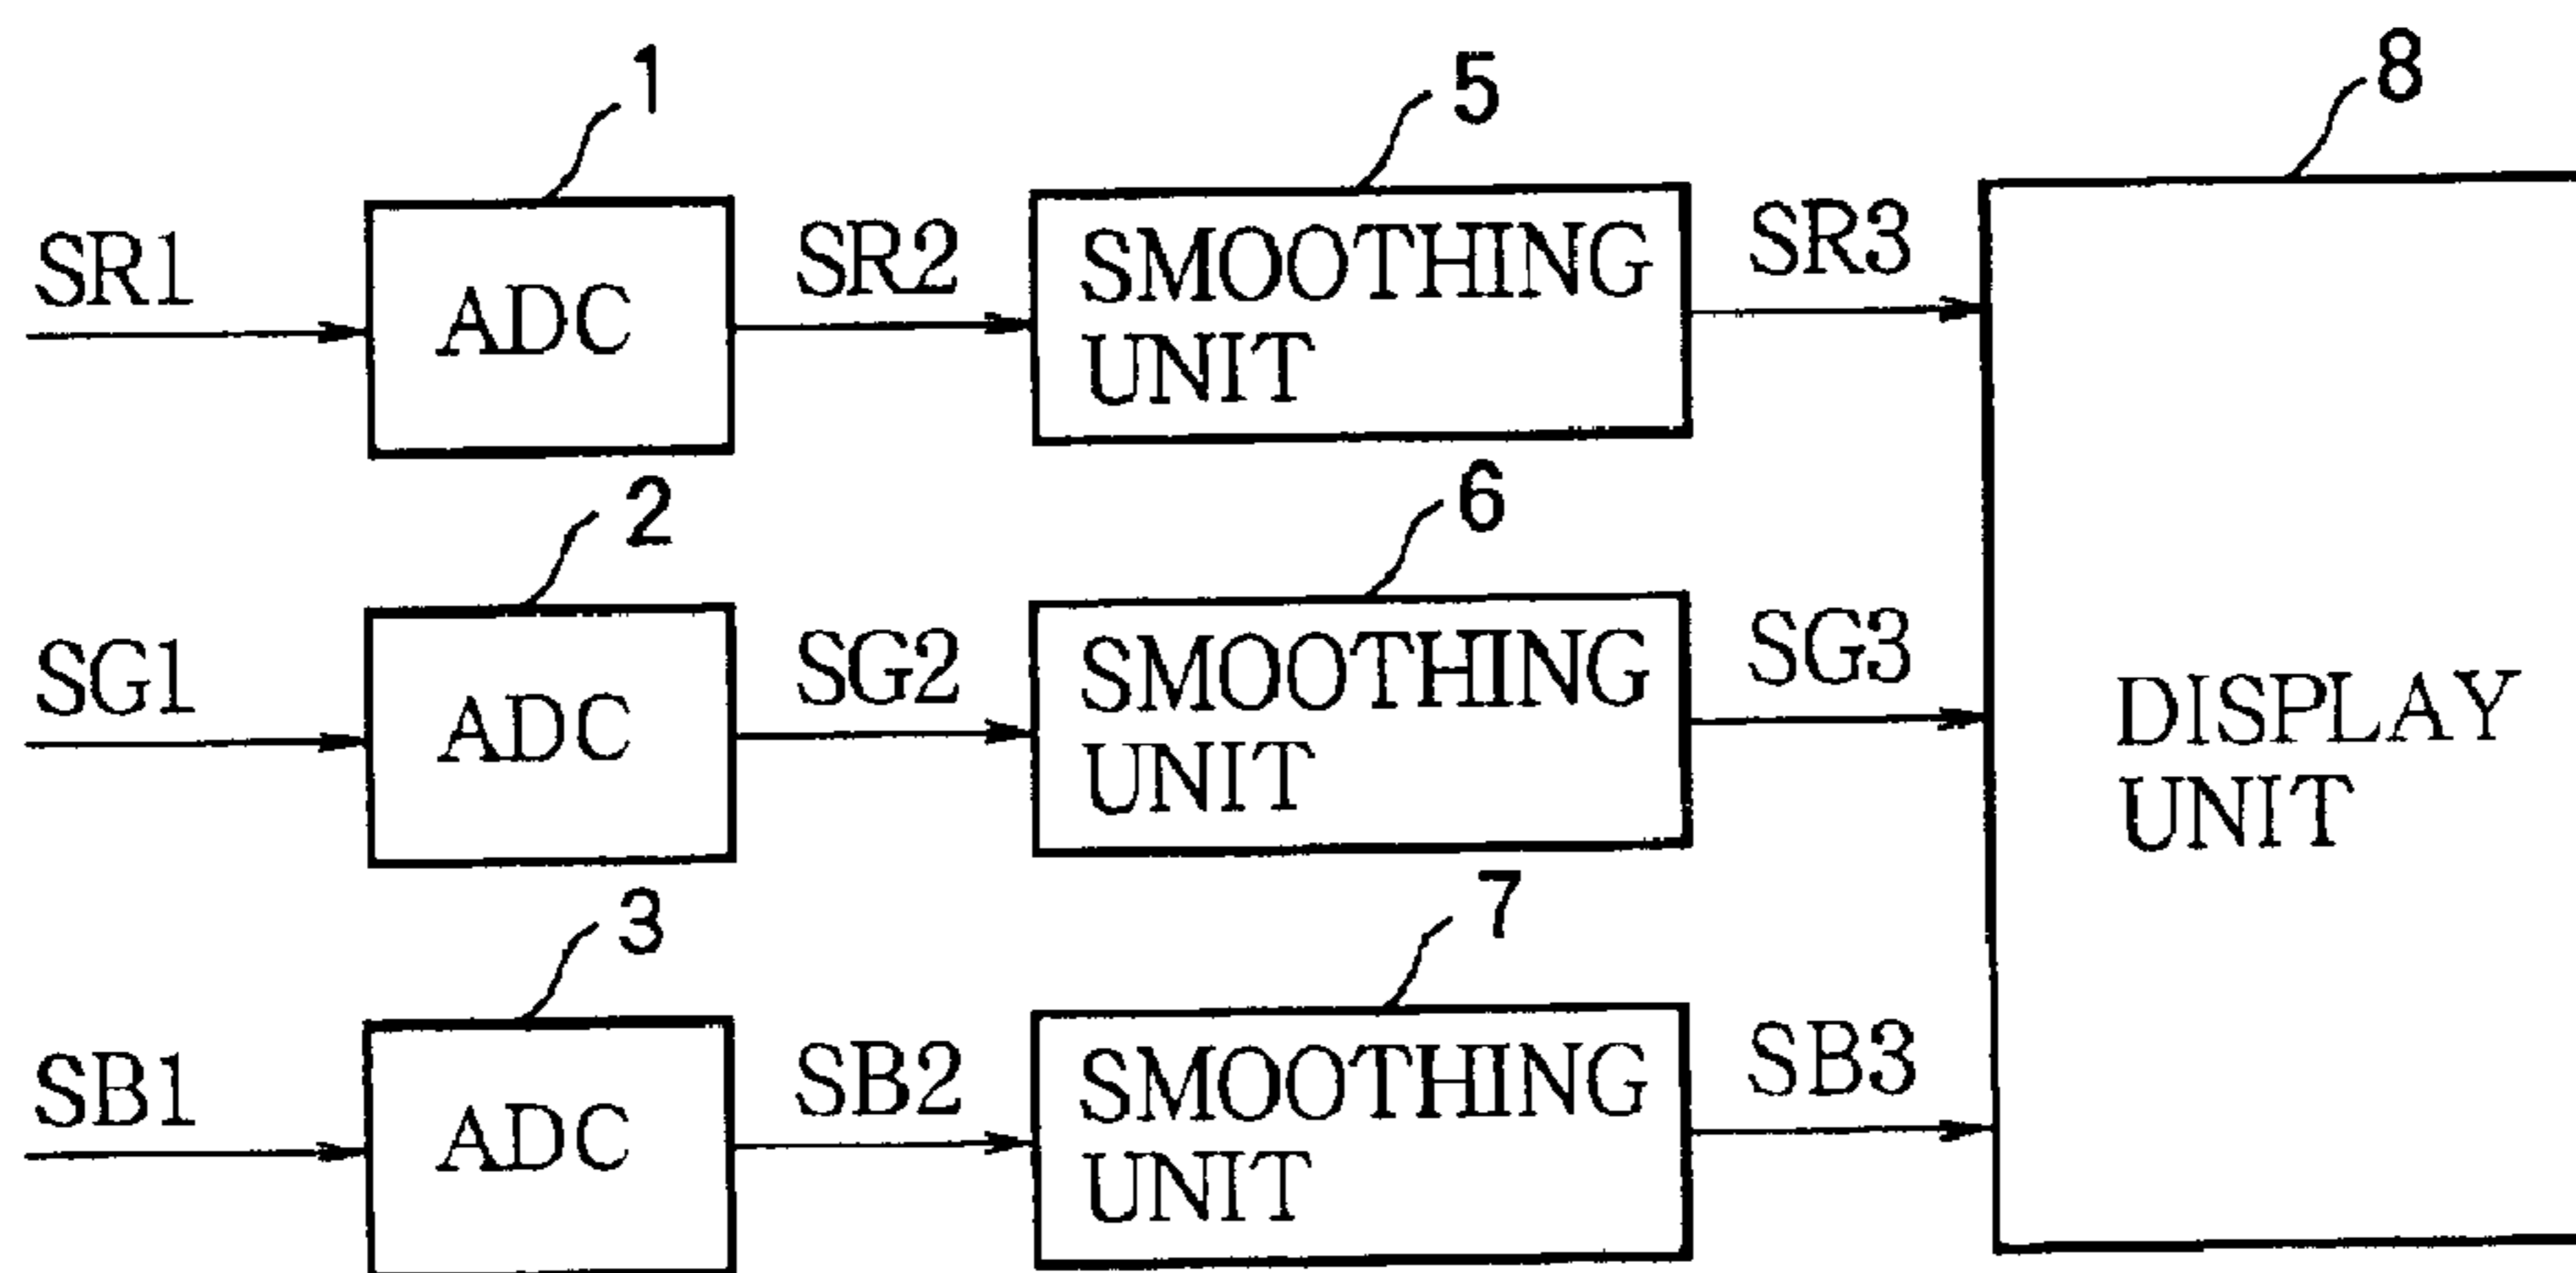 1
5
8
SR1
ADC
SR2
SMOOTHING
UNIT
SR3
2
6
SG1
ADC
SG2
SMOOTHING
UNIT
SG3
DISPLAY
UNIT
3
7
SB1
ADC
SB2
SMOOTHING
UNIT
SB3